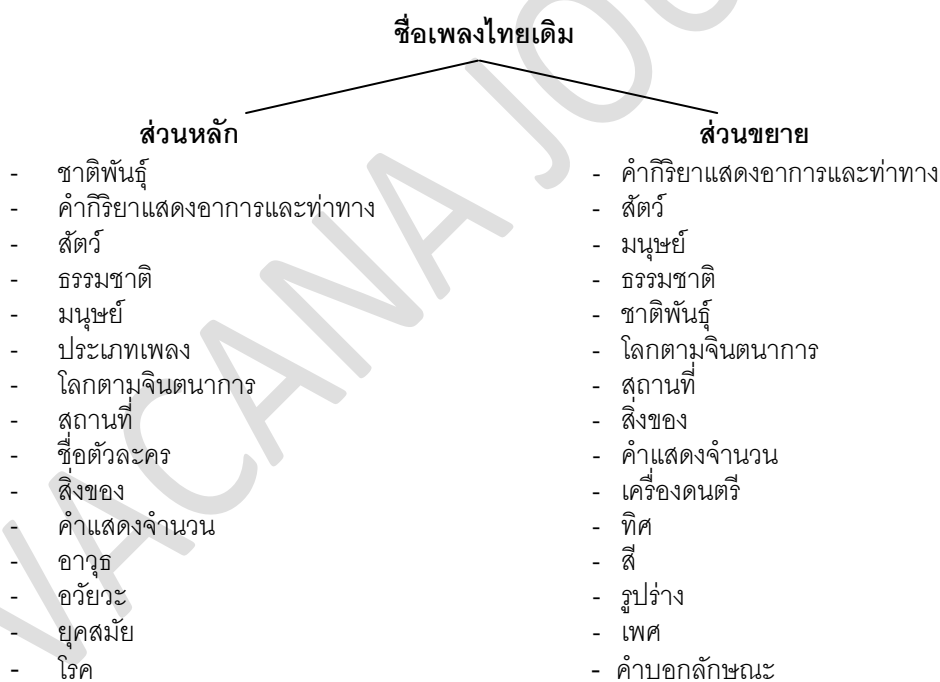 ชื่อเพลงไทยเดิม
ส่วนหลัก
- ชาติพันธุ์
- คำกิริยาแสดงอาการและท่าทาง
- สัตว์
- ธรรมชาติ
- มนุษย์
- ประเภทเพลง
- โลกตามจินตนาการ
- สถานที่
- ชื่อตัวละคร
- สิ่งของ
- คำแสดงจำนวน
- อาวุธ
- อวัยวะ
- ยุคสมัย
- โรค
ส่วนขยาย
- คำกิริยาแสดงอาการและท่าทาง
- สัตว์
- มนุษย์
- ธรรมชาติ
- ชาติพันธุ์
- โลกตามจินตนาการ
- สถานที่
- สิ่งของ
- คำแสดงจำนวน
- เครื่องดนตรี
- ทิศ
- สี
- รูปร่าง
- เพศ
- คำบอกลักษณะ
VACANA JOU